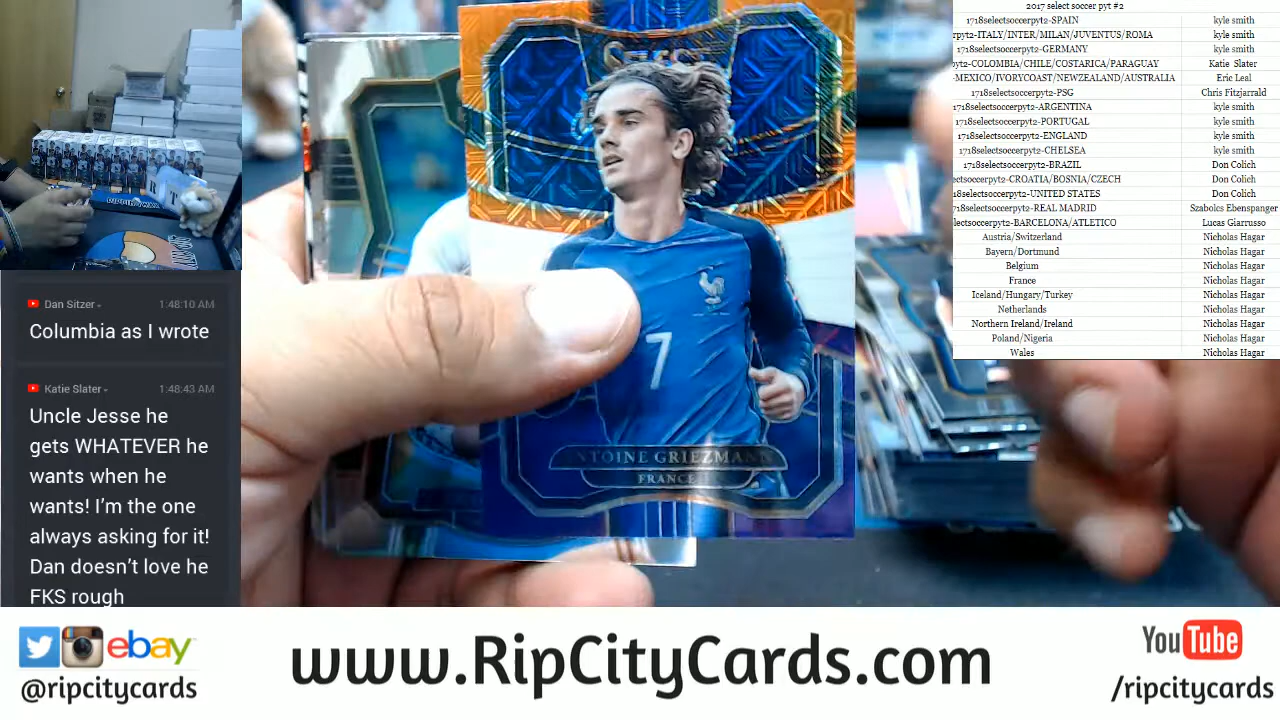 2017 select soccer pyt #2
1718selectsoccerpyt2-SPAIN kyle smith
rpyt2-ITALY/INTER/MILAN/JUVENTUS/ROMA kyle smith
1718selectsoccerpyt2-GERMANY kyle smith
pyt2-COLOMBIA/CHILE/COSTARICA/PARAGUAY Katie Slater
-MEXICO/IVORYCOAST/NEWZEALAND/AUSTRALIA Eric Leal
1718selectsoccerpyt2-PSG Chris Fitzjarrald
1718selectsoccerpyt2-ARGENTINA kyle smith
1718selectsoccerpyt2-PORTUGAL kyle smith
1718selectsoccerpyt2-ENGLAND kyle smith
1718selectsoccerpyt2-CHELSEA kyle smith
1718selectsoccerpyt2-BRAZIL Don Colich
ectsoccerpyt2-CROATIA/BOSNIA/CZECH Don Colich
18selectsoccerpyt2-UNITED STATES Don Colich
718selectsoccerpyt2-REAL MADRID Szabolcs Ebenspanger
lectsoccerpyt2-BARCELONA/ATLETICO Lucas Giarrusso
Austria/Switzerland Nicholas Hagar
Bayern/Dortmund Nicholas Hagar
Belgium Nicholas Hagar
France Nicholas Hagar
Iceland/Hungary/Turkey Nicholas Hagar
Netherlands Nicholas Hagar
Northern Ireland/Ireland Nicholas Hagar
Poland/Nigeria Nicholas Hagar
Wales Nicholas Hagar
7
ANTOINE GRIEZMANN
FRANCE
Dan Sitzer 1:48:10 AM
Columbia as I wrote
Katie Slater 1:48:43 AM
Uncle Jesse he
gets WHATEVER he
wants when he
wants! I'm the one
always asking for it!
Dan doesn't love he
FKS rough
ebay
@ripcitycards
www.RipCityCards.com
YouTube
/ripcitycards